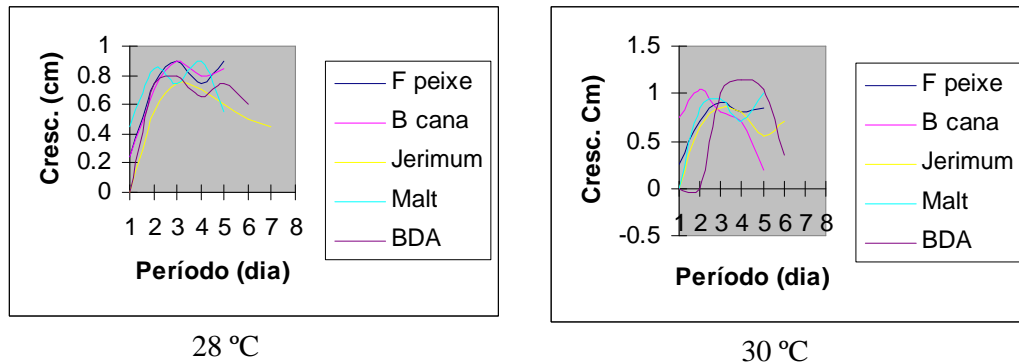 Cresc. (cm)
1
0.8
0.6
0.4
0.2
0
1 2 3 4 5 6 7 8
Período (dia)
F peixe
B cana
Jerimum
Malt
BDA
28 ºC
Cresc. Cm)
1.5
1
0.5
0
-0.5
1 2 3 4 5 6 7 8
Período (dia)
F peixe
B cana
Jerimum
Malt
BDA
30 ºC